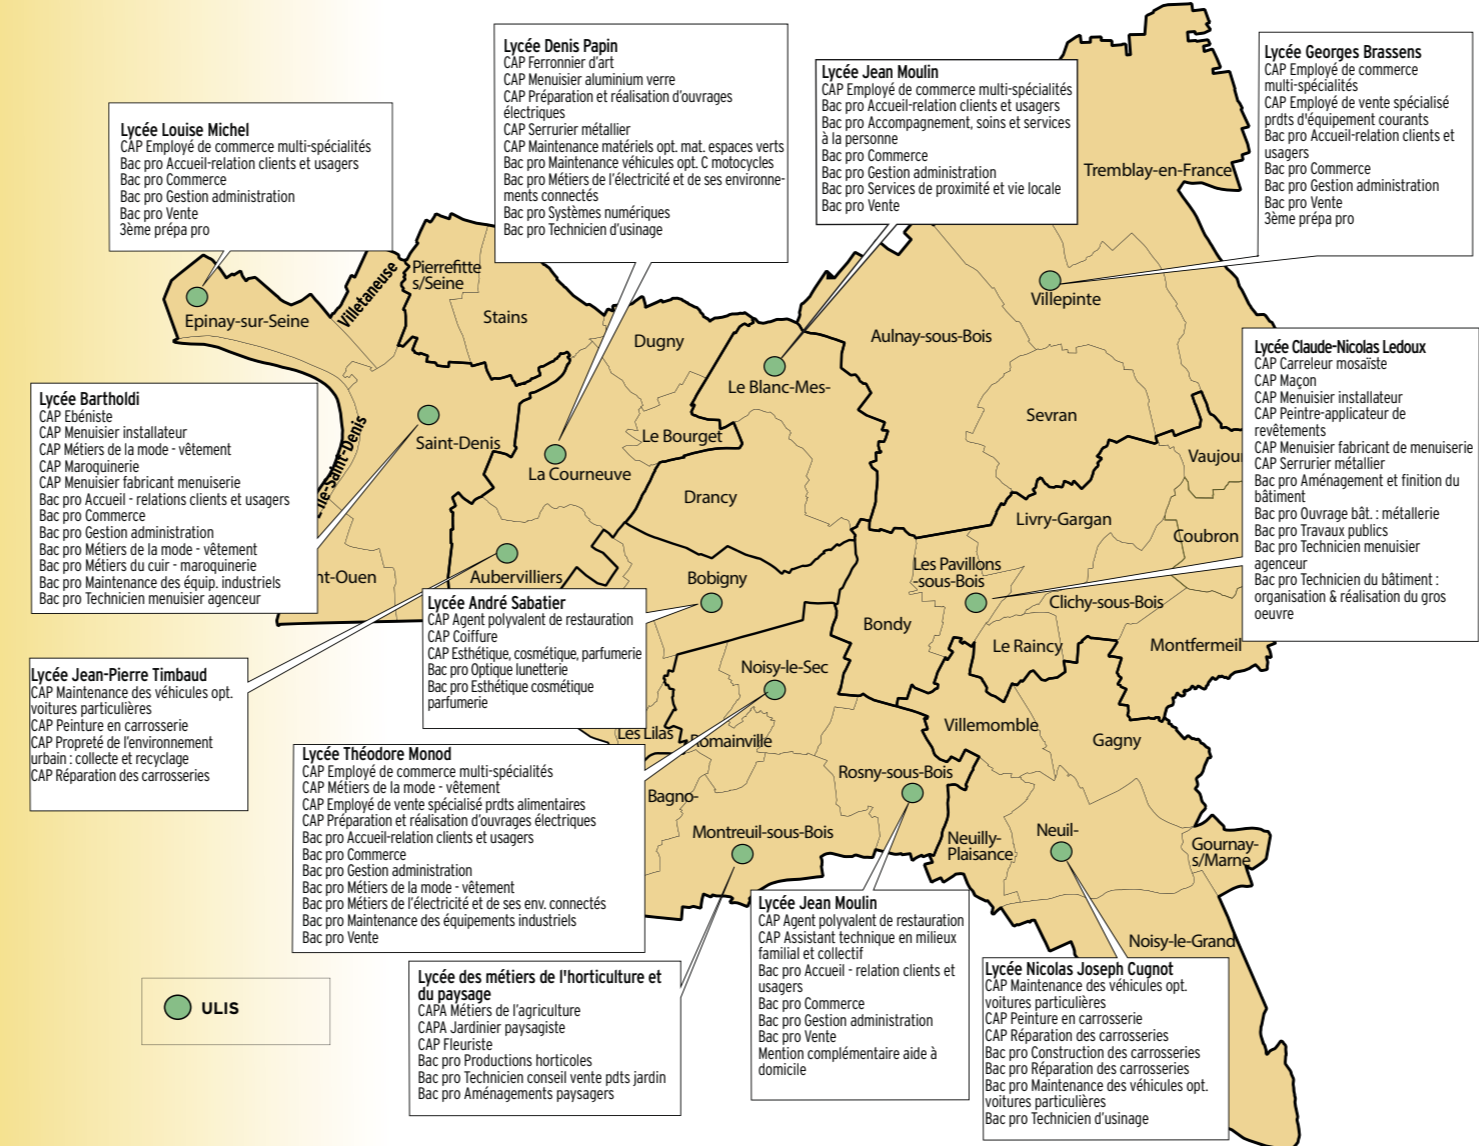 Lycée Louise Michel
CAP Employé de commerce multi-spécialités
Bac pro Accueil-relation clients et usagers
Bac pro Commerce
Bac pro Gestion administration
Bac pro Vente
3ème prépa pro
Lycée Denis Papin
CAP Ferronnier d'art
CAP Menuisier aluminium verre
CAP Préparation et réalisation d'ouvrages
électriques
CAP Serrurier métallier
CAP Maintenance matériels opt. mat. espaces verts
Bac pro Maintenance véhicules opt. C motocycles
Bac pro Métiers de l'électricité et de ses environne-
ments connectés
Bac pro Systèmes numériques
Bac pro Technicien d'usinage
Lycée Jean Moulin
CAP Employé de commerce multi-spécialités
Bac pro Accueil-relation clients et usagers
Bac pro Accompagnement, soins et services
à la personne
Bac pro Commerce
Bac pro Gestion administration
Bac pro Services de proximité et vie locale
Bac pro Vente
Lycée Georges Brassens
CAP Employé de commerce
multi-spécialités
CAP Employé de vente spécialisé
prdts d'équipement courants
Bac pro Accueil-relation clients et
usagers
Bac pro Commerce
Bac pro Gestion administration
Bac pro Vente
3ème prépa pro
Tremblay-en-France
Villetaneuse
Pierrefitte
s/Seine
Stains
Epinay-sur-Seine
Dugny
Villepinte
Aulnay-sous-Bois
Le Blanc-Mes-
Sevran
Le Bourget
Saint-Denis
La Courneuve
Drancy
Vaujour
Livry-Gargan
Coubron
L'Ile-Saint-Denis
nt-Ouen
Aubervilliers
Bobigny
Les Pavillons
-sous-Bois
Clichy-sous-Bois
Bondy
Le Raincy
Montfermeil
Noisy-le-Sec
Les Lilas
Romainville
Villemomble
Gagny
Rosny-sous-Bois
Bagno-
Montreuil-sous-Bois
Neuilly-
Plaisance
Neuil-
Gournay-
s/Marne
Noisy-le-Grand
Lycée Bartholdi
CAP Ebéniste
CAP Menuisier installateur
CAP Métiers de la mode - vêtement
CAP Maroquinerie
CAP Menuisier fabricant menuiserie
Bac pro Accueil - relations clients et usagers
Bac pro Commerce
Bac pro Gestion administration
Bac pro Métiers de la mode - vêtement
Bac pro Métiers du cuir - maroquinerie
Bac pro Maintenance des équip. industriels
Bac pro Technicien menuisier agenceur
Lycée Claude-Nicolas Ledoux
CAP Carreleur mosaïste
CAP Maçon
CAP Menuisier installateur
CAP Peintre-applicateur de
revêtements
CAP Menuisier fabricant de menuiserie
CAP Serrurier métallier
Bac pro Aménagement et finition du
bâtiment
Bac pro Ouvrage bât. : métallerie
Bac pro Travaux publics
Bac pro Technicien menuisier
agenceur
Bac pro Technicien du bâtiment :
organisation & réalisation du gros
oeuvre
Lycée André Sabatier
CAP Agent polyvalent de restauration
CAP Coiffure
CAP Esthétique, cosmétique, parfumerie
Bac pro Optique lunetterie
Bac pro Esthétique cosmétique
parfumerie
Lycée Jean-Pierre Timbaud
CAP Maintenance des véhicules opt.
voitures particulières
CAP Peinture en carrosserie
CAP Propreté de l'environnement
urbain : collecte et recyclage
CAP Réparation des carrosseries
Lycée Théodore Monod
CAP Employé de commerce multi-spécialités
CAP Métiers de la mode - vêtement
CAP Employé de vente spécialisé prdts alimentaires
CAP Préparation et réalisation d'ouvrages électriques
Bac pro Accueil-relation clients et usagers
Bac pro Commerce
Bac pro Gestion administration
Bac pro Métiers de la mode - vêtement
Bac pro Métiers de l'électricité et de ses env. connectés
Bac pro Maintenance des équipements industriels
Bac pro Vente
Lycée Jean Moulin
CAP Agent polyvalent de restauration
CAP Assistant technique en milieux
familial et collectif
Bac pro Accueil - relation clients et
usagers
Bac pro Commerce
Bac pro Gestion administration
Bac pro Vente
Mention complémentaire aide à
domicile
Lycée des métiers de l'horticulture et
du paysage
CAPA Métiers de l'agriculture
CAPA Jardinier paysagiste
CAP Fleuriste
Bac pro Productions horticoles
Bac pro Technicien conseil vente pdts jardin
Bac pro Aménagements paysagers
Lycée Nicolas Joseph Cugnot
CAP Maintenance des véhicules opt.
voitures particulières
CAP Peinture en carrosserie
CAP Réparation des carrosseries
Bac pro Construction des carrosseries
Bac pro Réparation des carrosseries
Bac pro Maintenance des véhicules opt.
voitures particulières
Bac pro Technicien d'usinage
ULIS